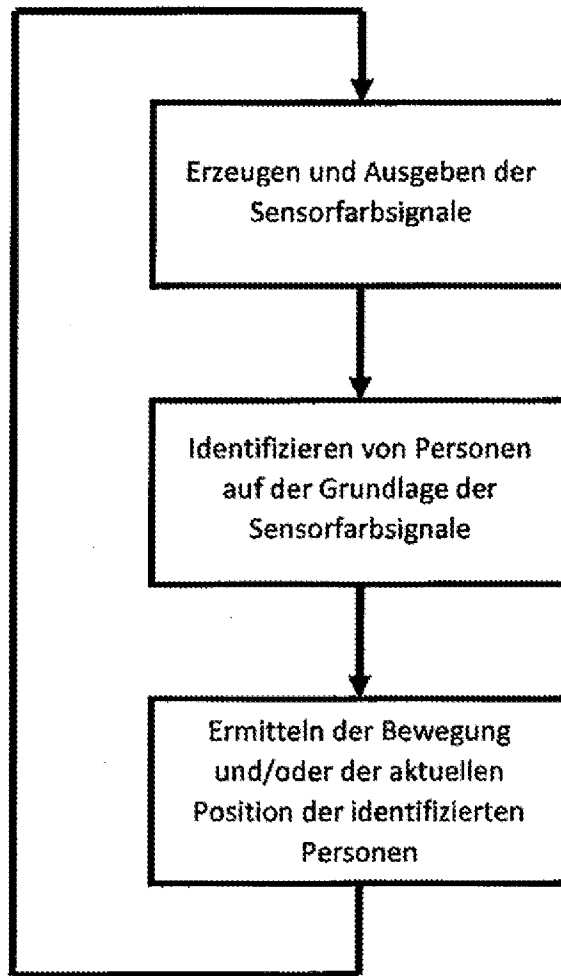 Erzeugen und Ausgeben der
Sensorfarbsignale
Identifizieren von Personen
auf der Grundlage der
Sensorfarbsignale
Ermitteln der Bewegung
und/oder der aktuellen
Position der identifizierten
Personen